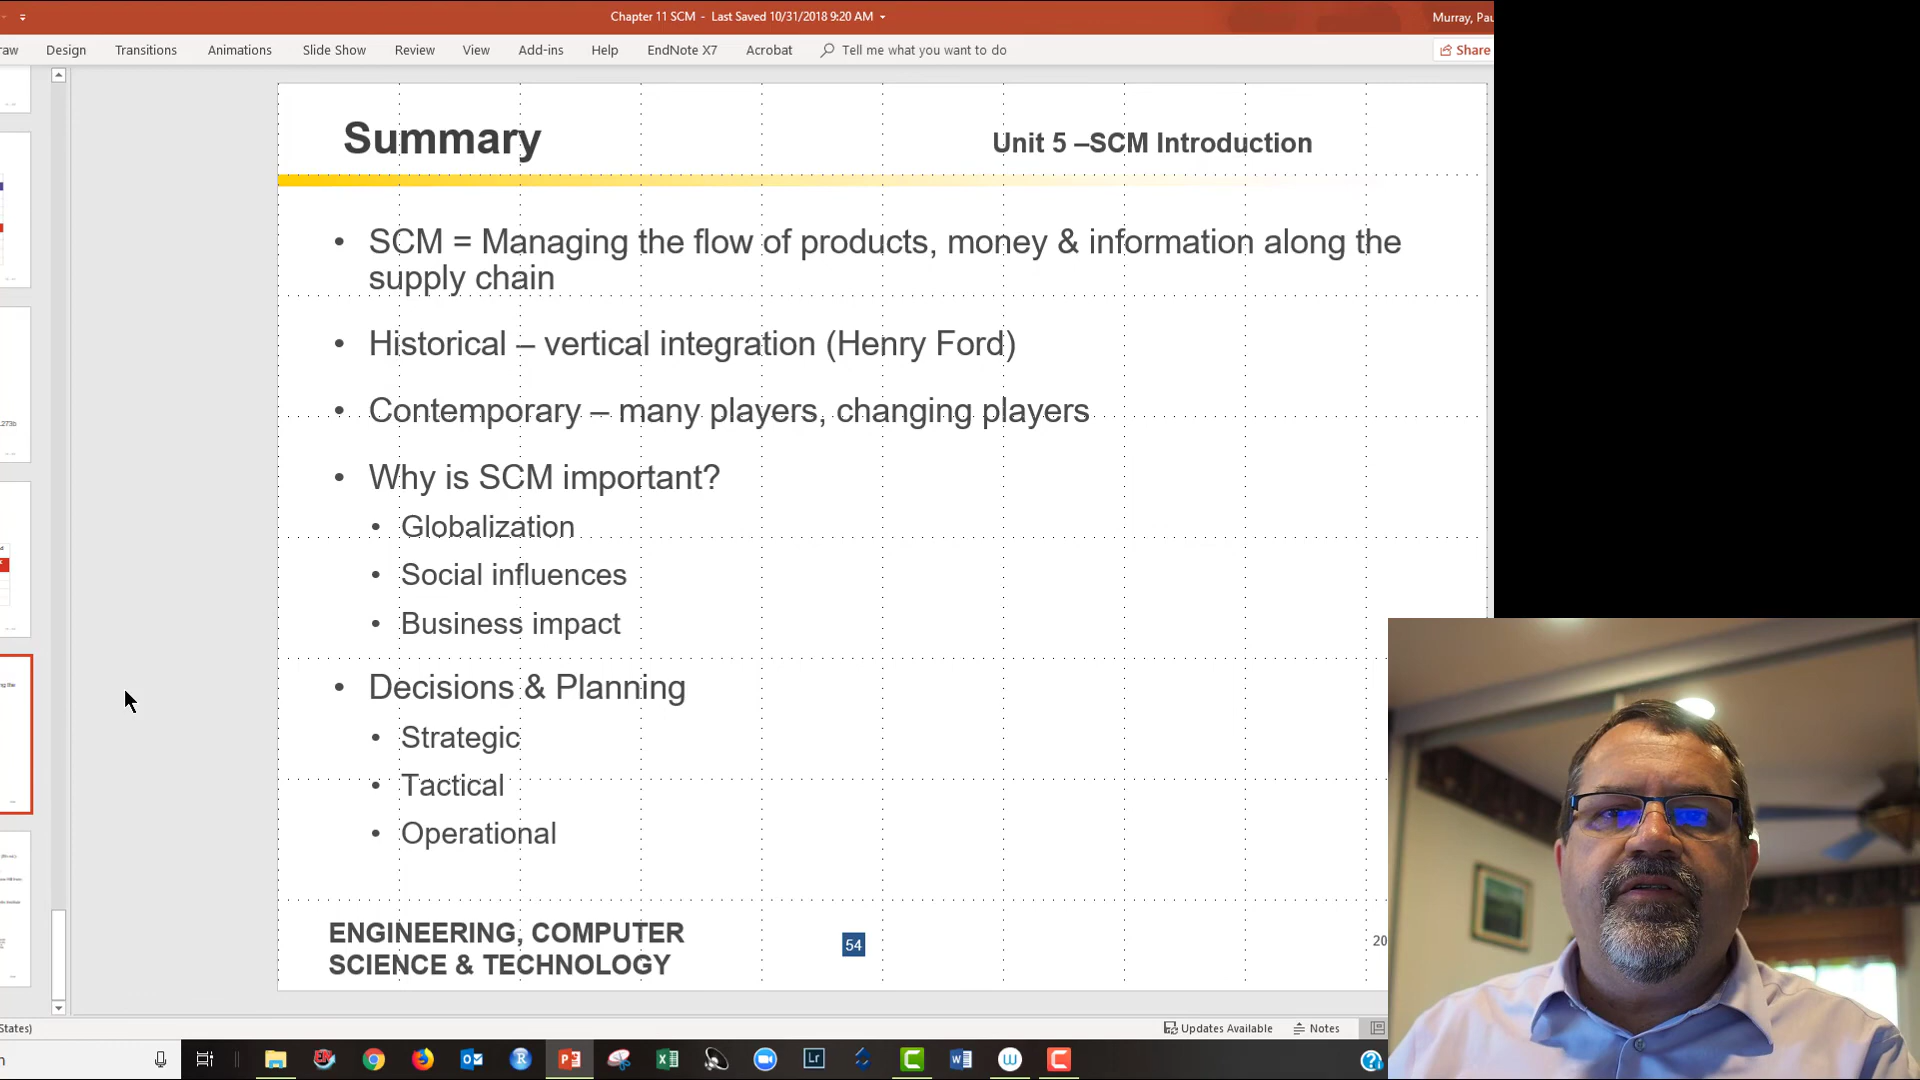 Chapter 11 SCM - Last Saved 10/31/2018 9:20 AM
Murray, Pau
raw Design Transitions Animations Slide Show Review View Add-ins Help EndNote X7 Acrobat Tell me what you want to do Share
Summary
Unit 5 –SCM Introduction
• SCM = Managing the flow of products, money & information along the
supply chain
• Historical – vertical integration (Henry Ford)
• Contemporary – many players, changing players
• Why is SCM important?
• Globalization
• Social influences
• Business impact
• Decisions & Planning
• Strategic
• Tactical
• Operational
ENGINEERING, COMPUTER
SCIENCE & TECHNOLOGY
54
20
States)
Updates Available
Notes
Lr